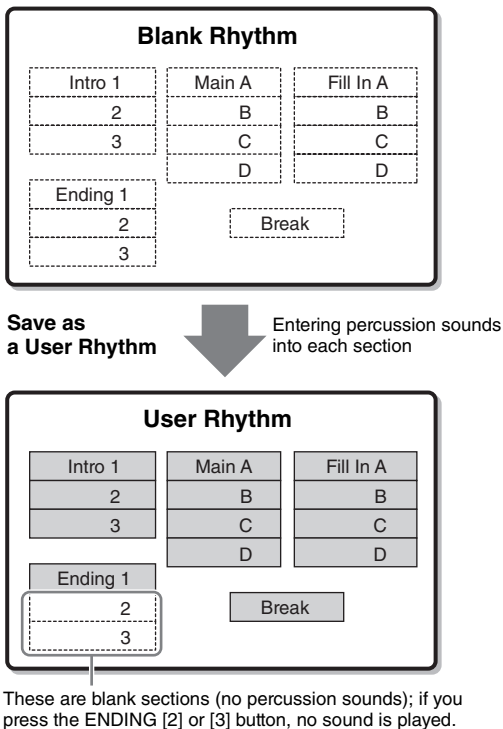 Blank Rhythm
Intro 1
2
3
Main A
B
C
D
Fill In A
B
C
D
Ending 1
2
3
Break
Save as
a User Rhythm
Entering percussion sounds
into each section
User Rhythm
Intro 1
2
3
Main A
B
C
D
Fill In A
B
C
D
Ending 1
2
3
Break
These are blank sections (no percussion sounds); if you
press the ENDING [2] or [3] button, no sound is played.